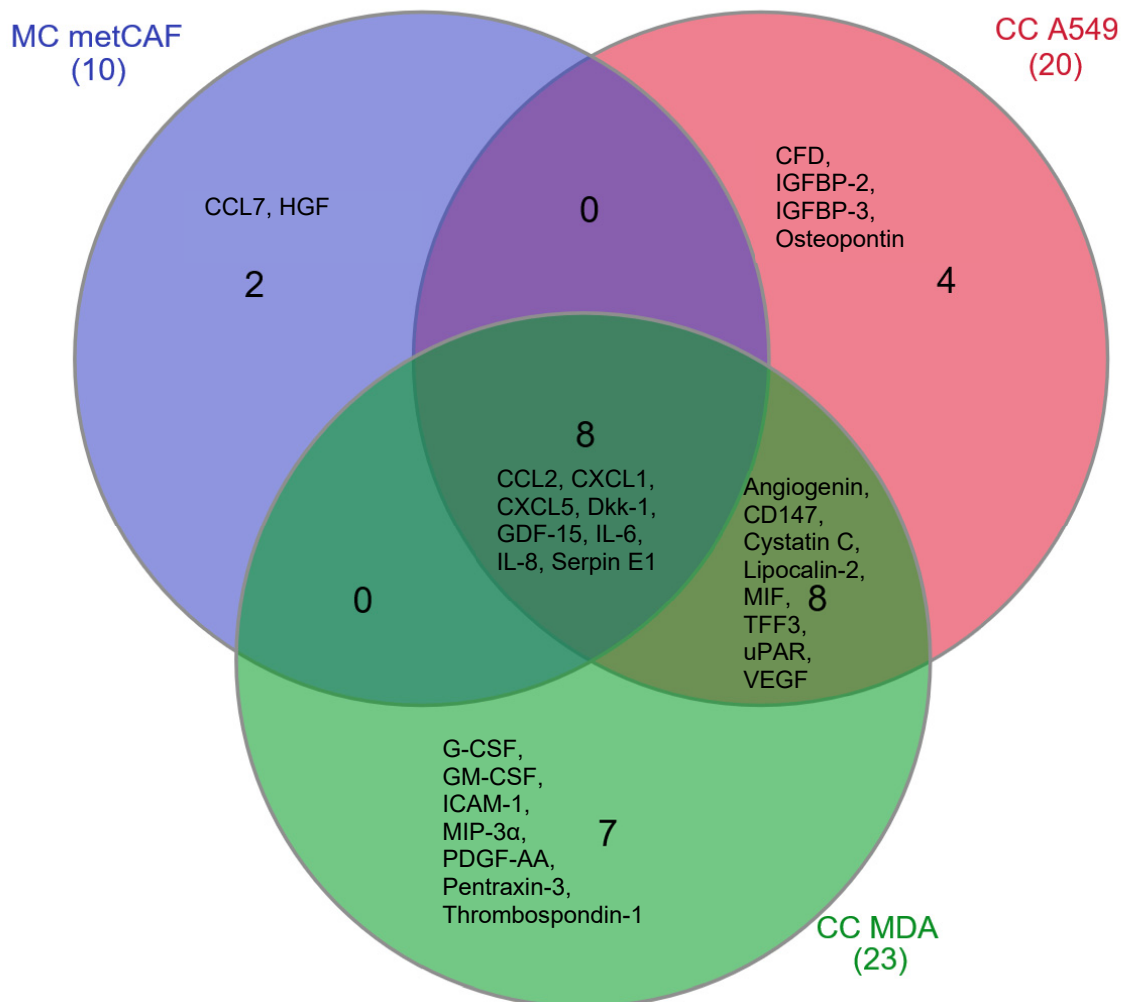 MC metCAF
(10)
CC A549
(20)
CCL7, HGF
2
0
CFD,
IGFBP-2,
IGFBP-3,
Osteopontin
4
8
CCL2, CXCL1,
CXCL5, Dkk-1,
GDF-15, IL-6,
IL-8, Serpin E1
0
Angiogenin,
CD147,
Cystatin C,
Lipocalin-2,
MIF,
8
TFF3,
uPAR,
VEGF
G-CSF,
GM-CSF,
ICAM-1,
MIP-3α,
PDGF-AA,
Pentraxin-3,
Thrombospondin-1
7
CC MDA
(23)